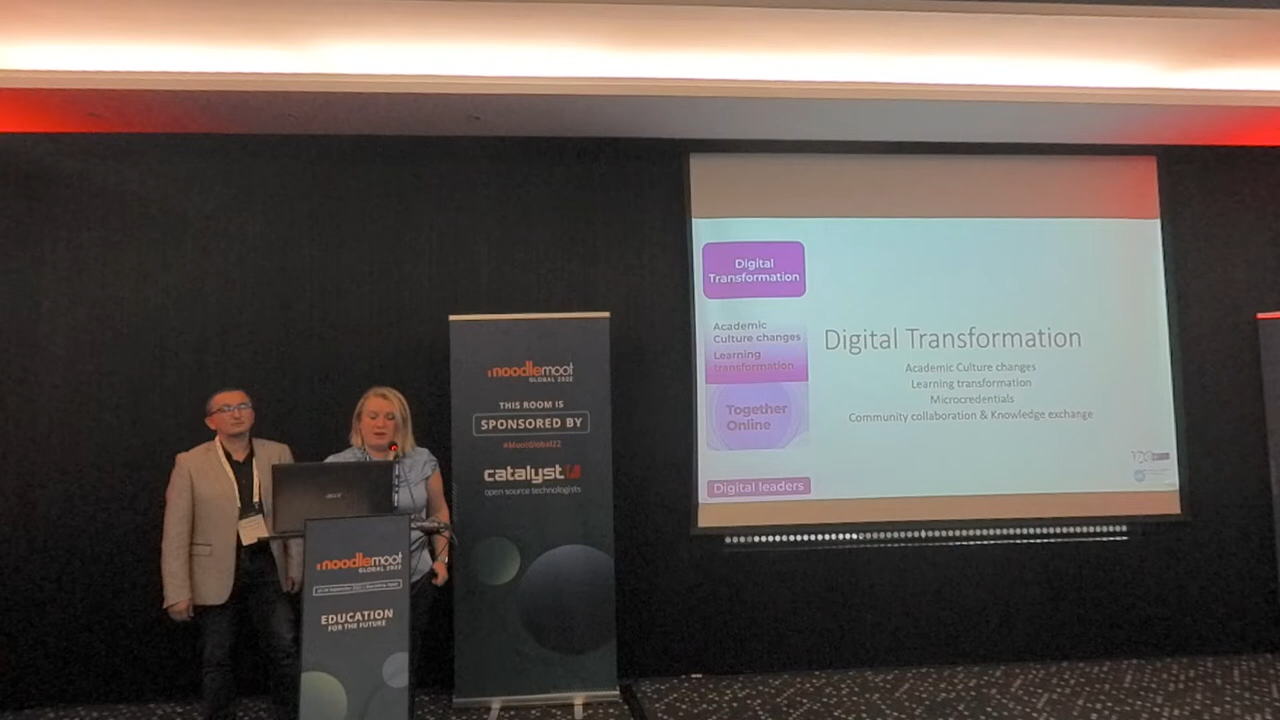 moodlemoot
GLOBAL 2022
THIS ROOM IS
SPONSORED BY
#MootGlobal22
catalyst
open source technologists
acer
moodlemoot
GLOBAL 2022
EDUCATION
FOR THE FUTURE
Digital
Transformation
Academic
Culture changes
Learning
transformation
Together
Online
Digital leaders
Digital Transformation
Academic Culture changes
Learning transformation
Microcredentials
Community collaboration & Knowledge exchange